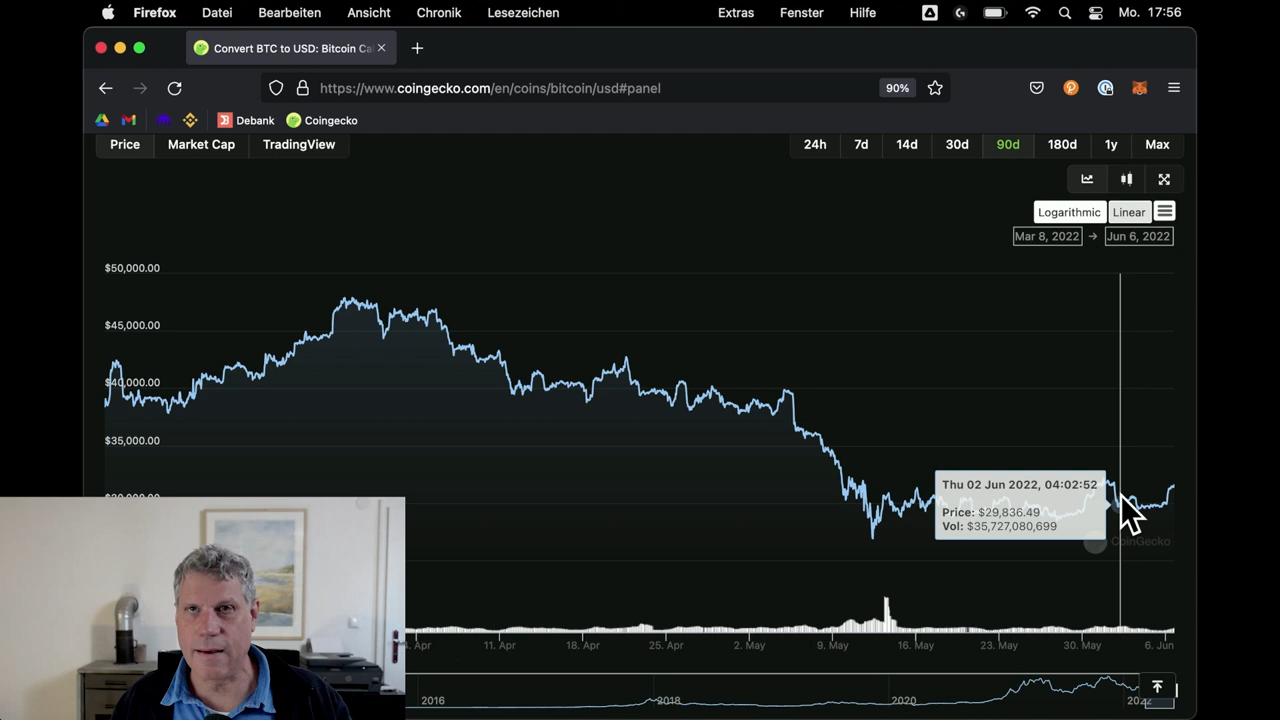 Firefox Datei Bearbeiten Ansicht Chronik Lesezeichen Extras Fenster Hilfe Mo. 17:56
Convert BTC to USD: Bitcoin Ca
https://www.coingecko.com/en/coins/bitcoin/usd#panel 90%
Debank Coingecko
Price Market Cap TradingView 24h 7d 14d 30d 90d 180d 1y Max
Logarithmic Linear
Mar 8, 2022 → Jun 6, 2022
$50,000.00
$45,000.00
$40,000.00
$35,000.00
Thu 02 Jun 2022, 04:02:52
Price: $29,836.49
Vol: $35,727,080,699
CoinGecko
Apr 11. Apr 18. Apr 25. Apr 2. May 9. May 16. May 23. May 30. May 6. Jun
2016 2018 2020 2022